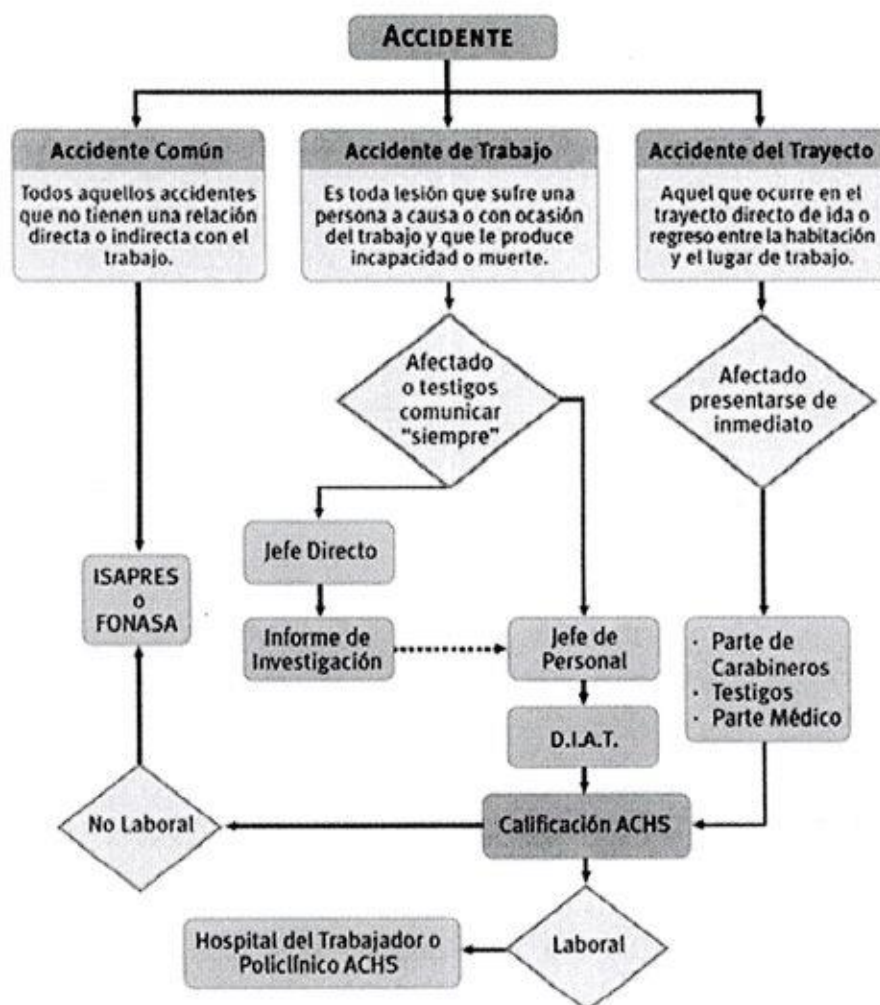 ACCIDENTE
Accidente Común
Todos aquellos accidentes
que no tienen una relación
directa o indirecta con el
trabajo.
Accidente de Trabajo
Es toda lesión que sufre una
persona a causa o con ocasión
del trabajo y que le produce
incapacidad o muerte.
Accidente del Trayecto
Aquel que ocurre en el
trayecto directo de ida o
regreso entre la habitación
y el lugar de trabajo.
Afectado
o testigos
comunicar
"siempre"
Afectado
presentarse de
inmediato
Jefe Directo
ISAPRES
o
FONASA
Informe de
Investigación
Jefe de
Personal
· Parte de
Carabineros
· Testigos
· Parte Médico
D.I.A.T.
No Laboral
Calificación ACHS
Hospital del Trabajador o
Policlínico ACHS
Laboral